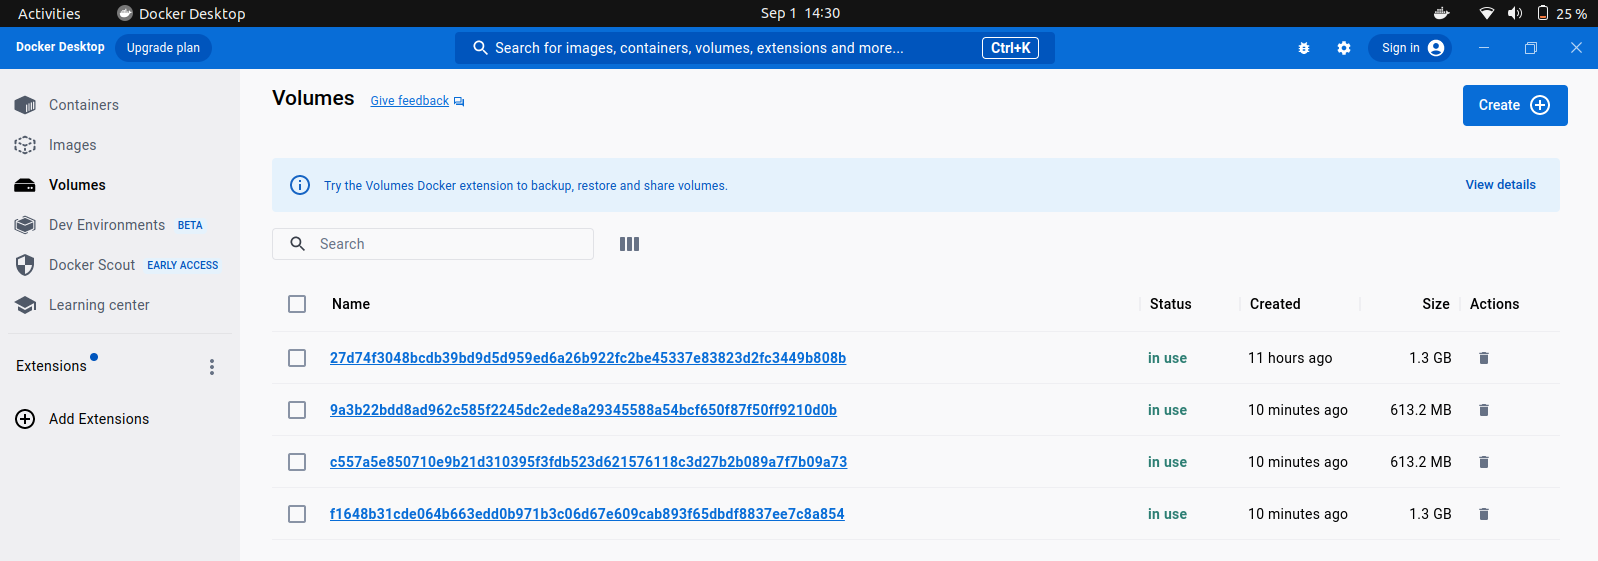 Activities Docker Desktop Sep 1 14:30 25 %
Docker Desktop Upgrade plan Search for images, containers, volumes, extensions and more... Ctrl+K Sign in
Containers
Images
Volumes
Dev Environments BETA
Docker Scout EARLY ACCESS
Learning center
Extensions
Add Extensions
Volumes Give feedback
Create
Try the Volumes Docker extension to backup, restore and share volumes. View details
Search
Name Status Created Size Actions
27d74f3048bcdb39bd9d5d959ed6a26b922fc2be45337e83823d2fc3449b808b in use 11 hours ago 1.3 GB
9a3b22bdd8ad962c585f2245dc2ede8a29345588a54bcf650f87f50ff9210d0b in use 10 minutes ago 613.2 MB
c557a5e850710e9b21d310395f3fdb523d621576118c3d27b2b089a7f7b09a73 in use 10 minutes ago 613.2 MB
f1648b31cde064b663edd0b971b3c06d67e609cab893f65dbdf8837ee7c8a854 in use 10 minutes ago 1.3 GB